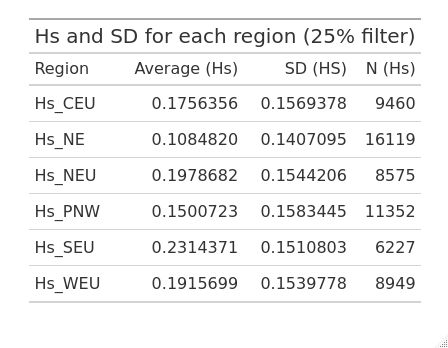 Hs and SD for each region (25% filter)
Region Average (Hs) SD (HS) N (Hs)
Hs_CEU 0.1756356 0.1569378 9460
Hs_NE 0.1084820 0.1407095 16119
Hs_NEU 0.1978682 0.1544206 8575
Hs_PNW 0.1500723 0.1583445 11352
Hs_SEU 0.2314371 0.1510803 6227
Hs_WEU 0.1915699 0.1539778 8949